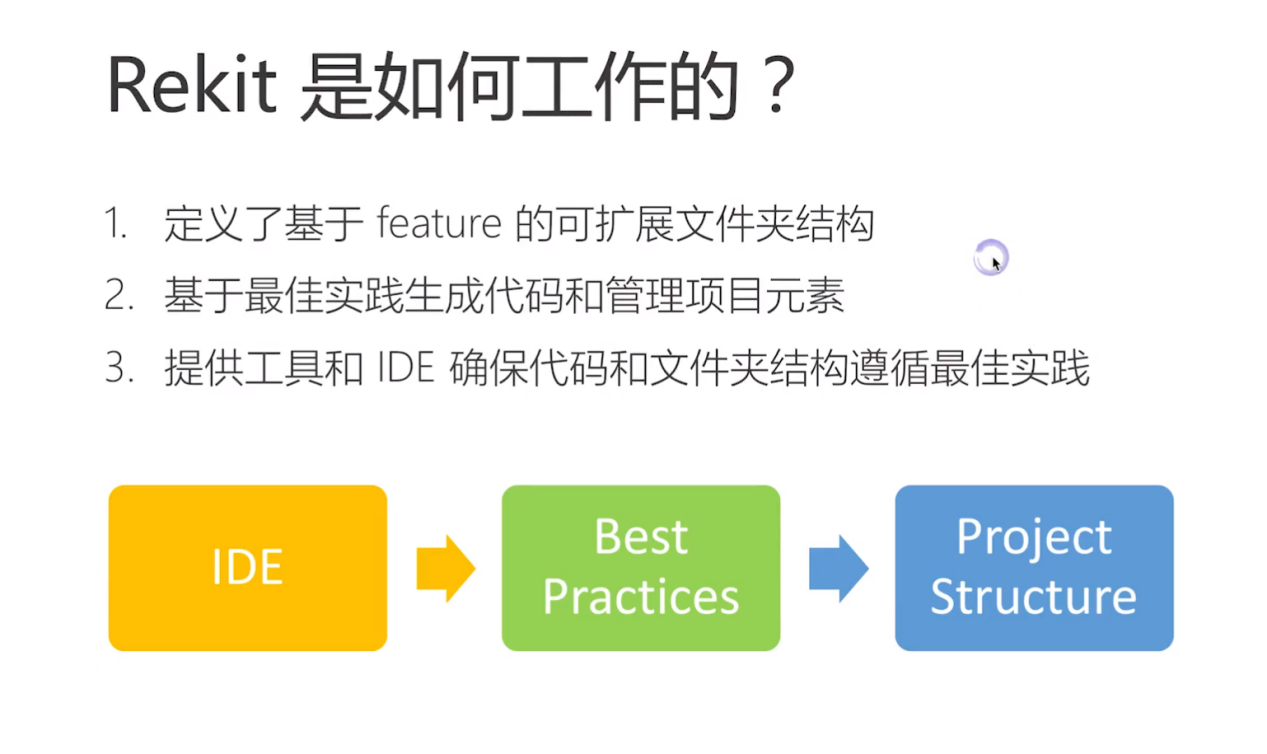 Rekit 是如何工作的？
1. 定义了基于 feature 的可扩展文件夹结构
2. 基于最佳实践生成代码和管理项目元素
3. 提供工具和 IDE 确保代码和文件夹结构遵循最佳实践
IDE
Best
Practices
Project
Structure